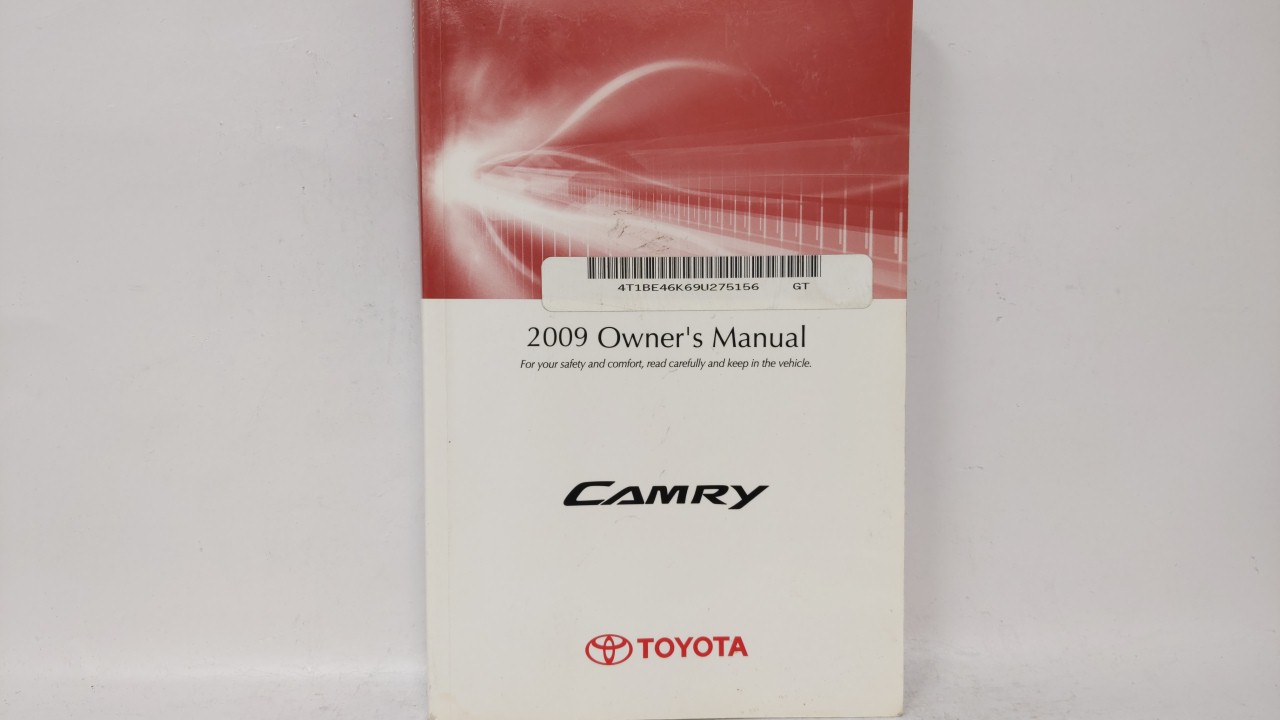 4T1BE46K69U275156 GT
2009 Owner's Manual
For your safety and comfort, read carefully and keep in the vehicle.
CAMRY
TOYOTA